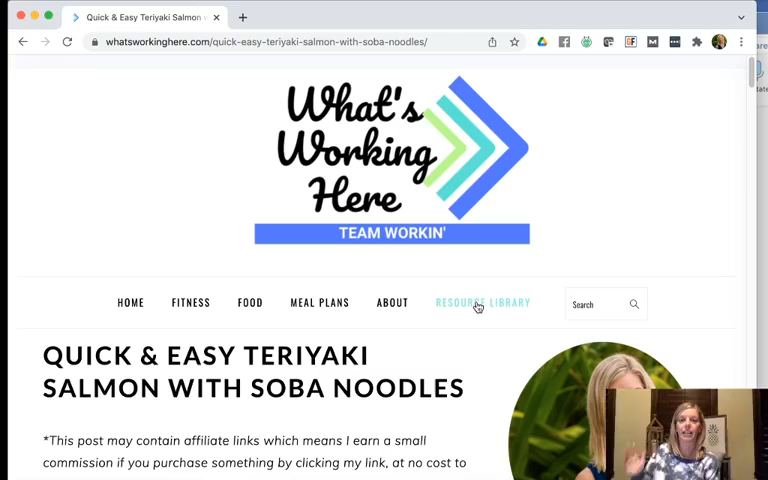 Quick & Easy Teriyaki Salmon w
whatsworkinghere.com/quick-easy-teriyaki-salmon-with-soba-noodles/
What's
Working
Here
TEAM WORKIN'
HOME FITNESS FOOD MEAL PLANS ABOUT RESOURCE LIBRARY Search
QUICK & EASY TERIYAKI
SALMON WITH SOBA NOODLES
*This post may contain affiliate links which means I earn a small
commission if you purchase something by clicking my link, at no cost to